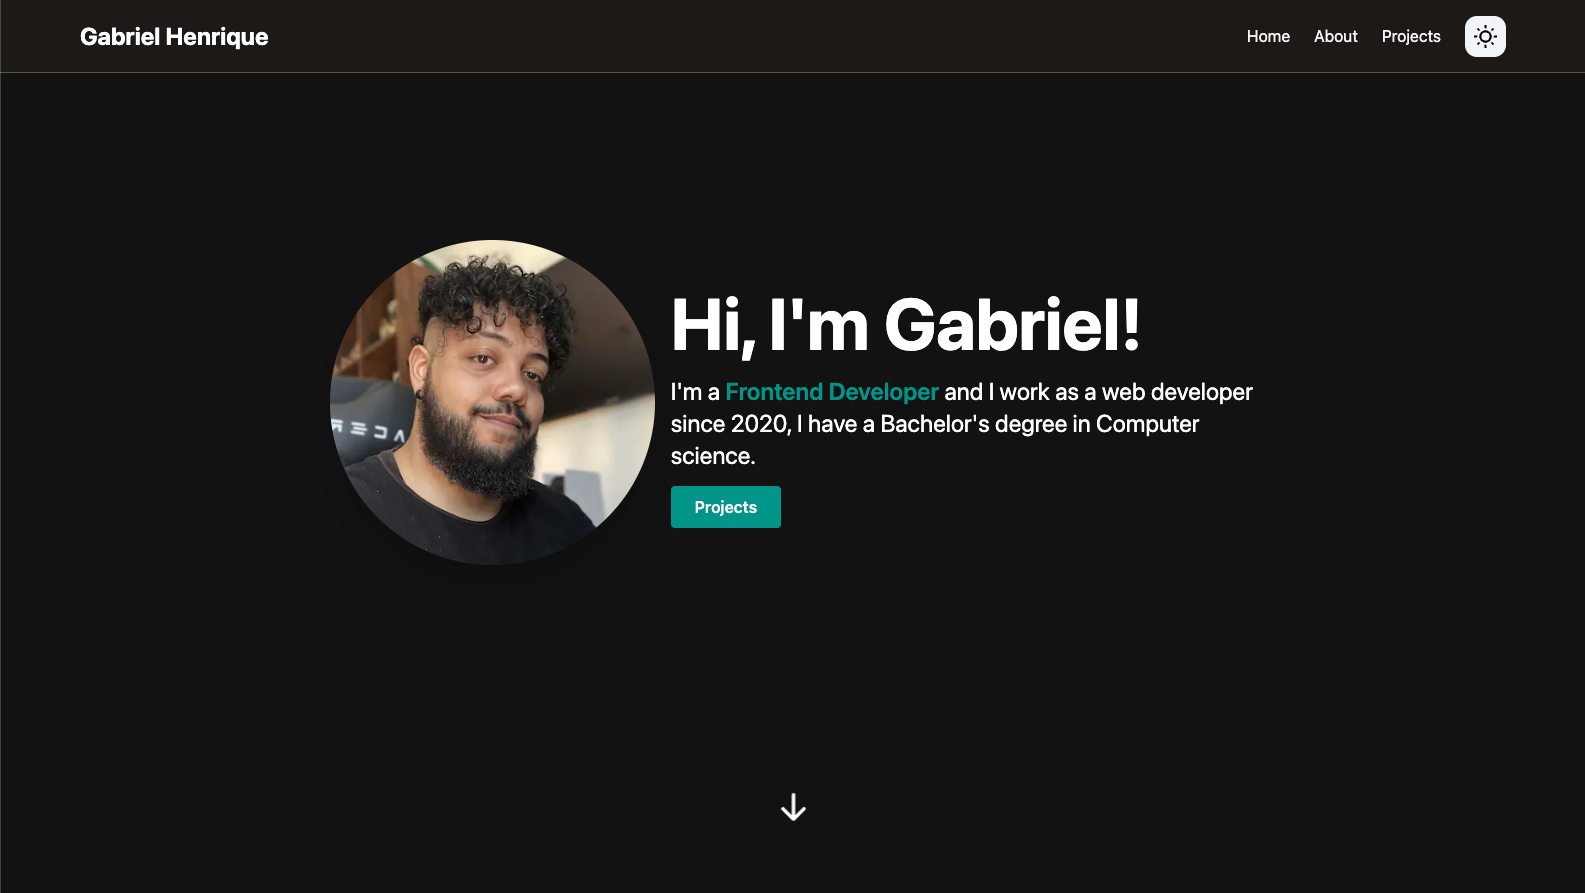 Gabriel Henrique
Home About Projects
Hi, I'm Gabriel!
I'm a Frontend Developer and I work as a web developer
since 2020, I have a Bachelor's degree in Computer
science.
Projects